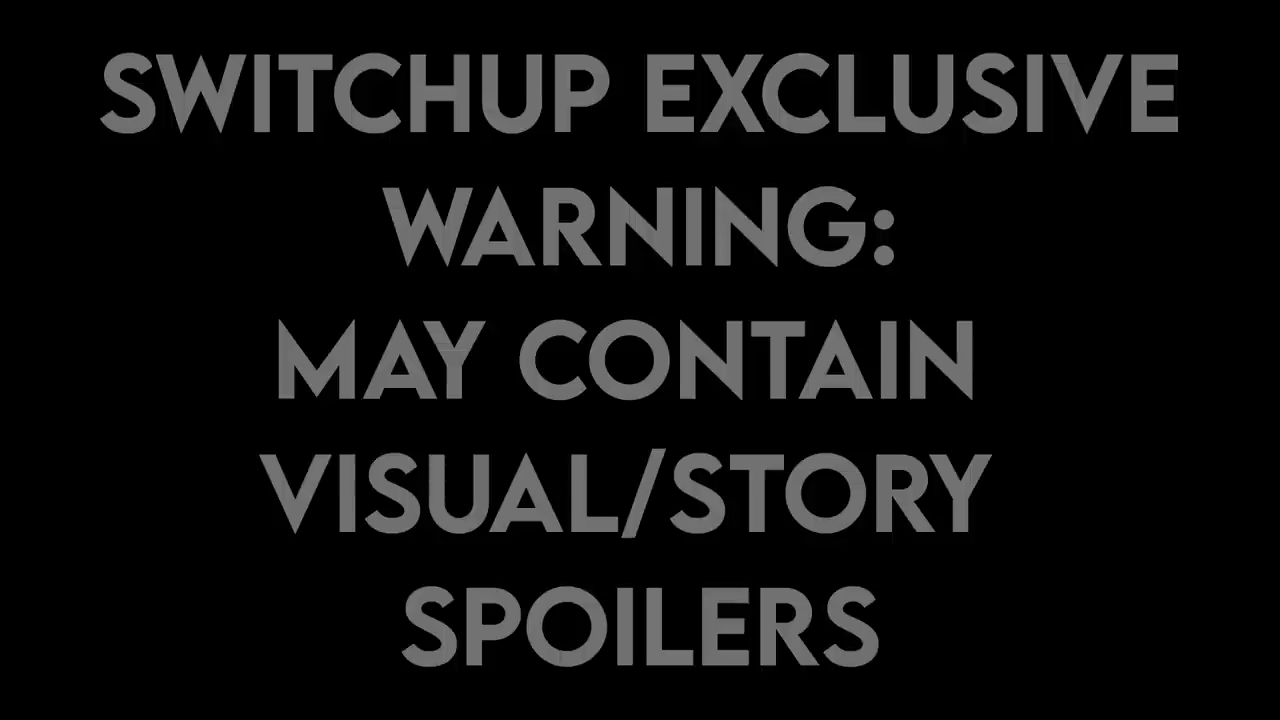 SWITCHUP EXCLUSIVE
WARNING:
MAY CONTAIN
VISUAL/STORY
SPOILERS